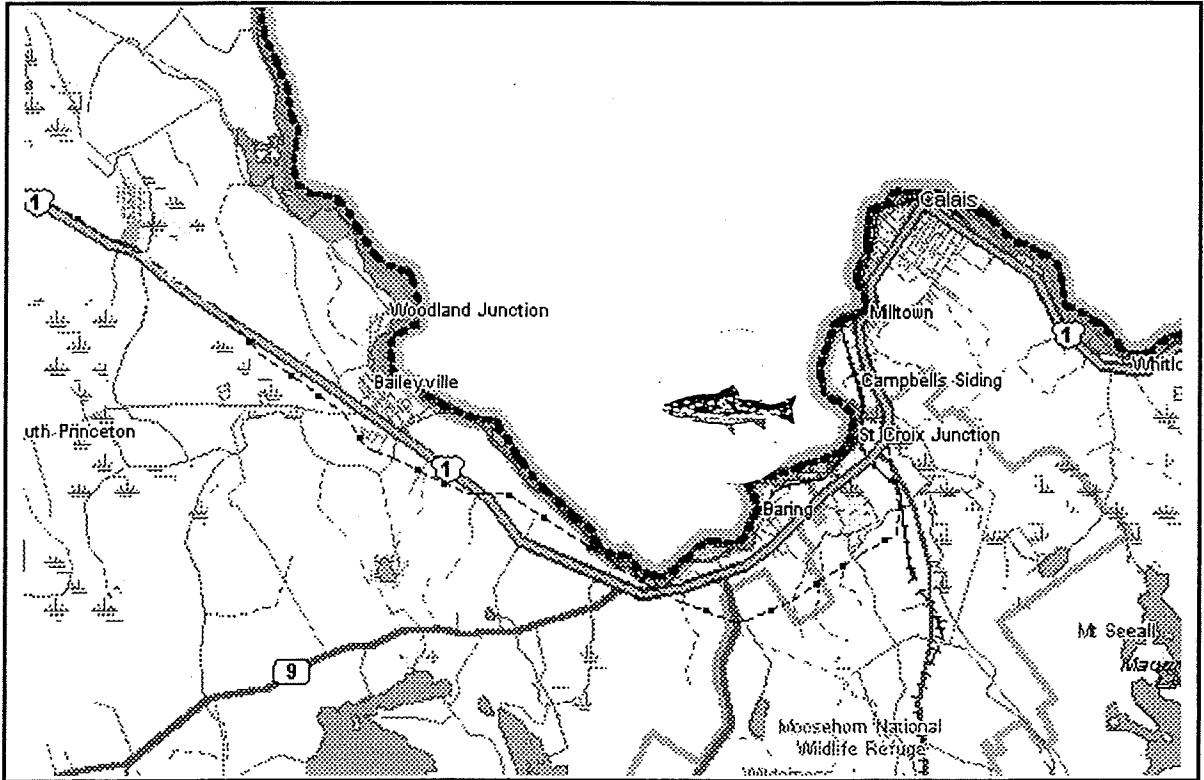 1
Calais
Woodland Junction
Milltown
1
Baileyville
Campbells Siding
uth Princeton
St Croix Junction
1
Baring
Mt Seeall
9
Moosehorn National
Wildlife Refuge